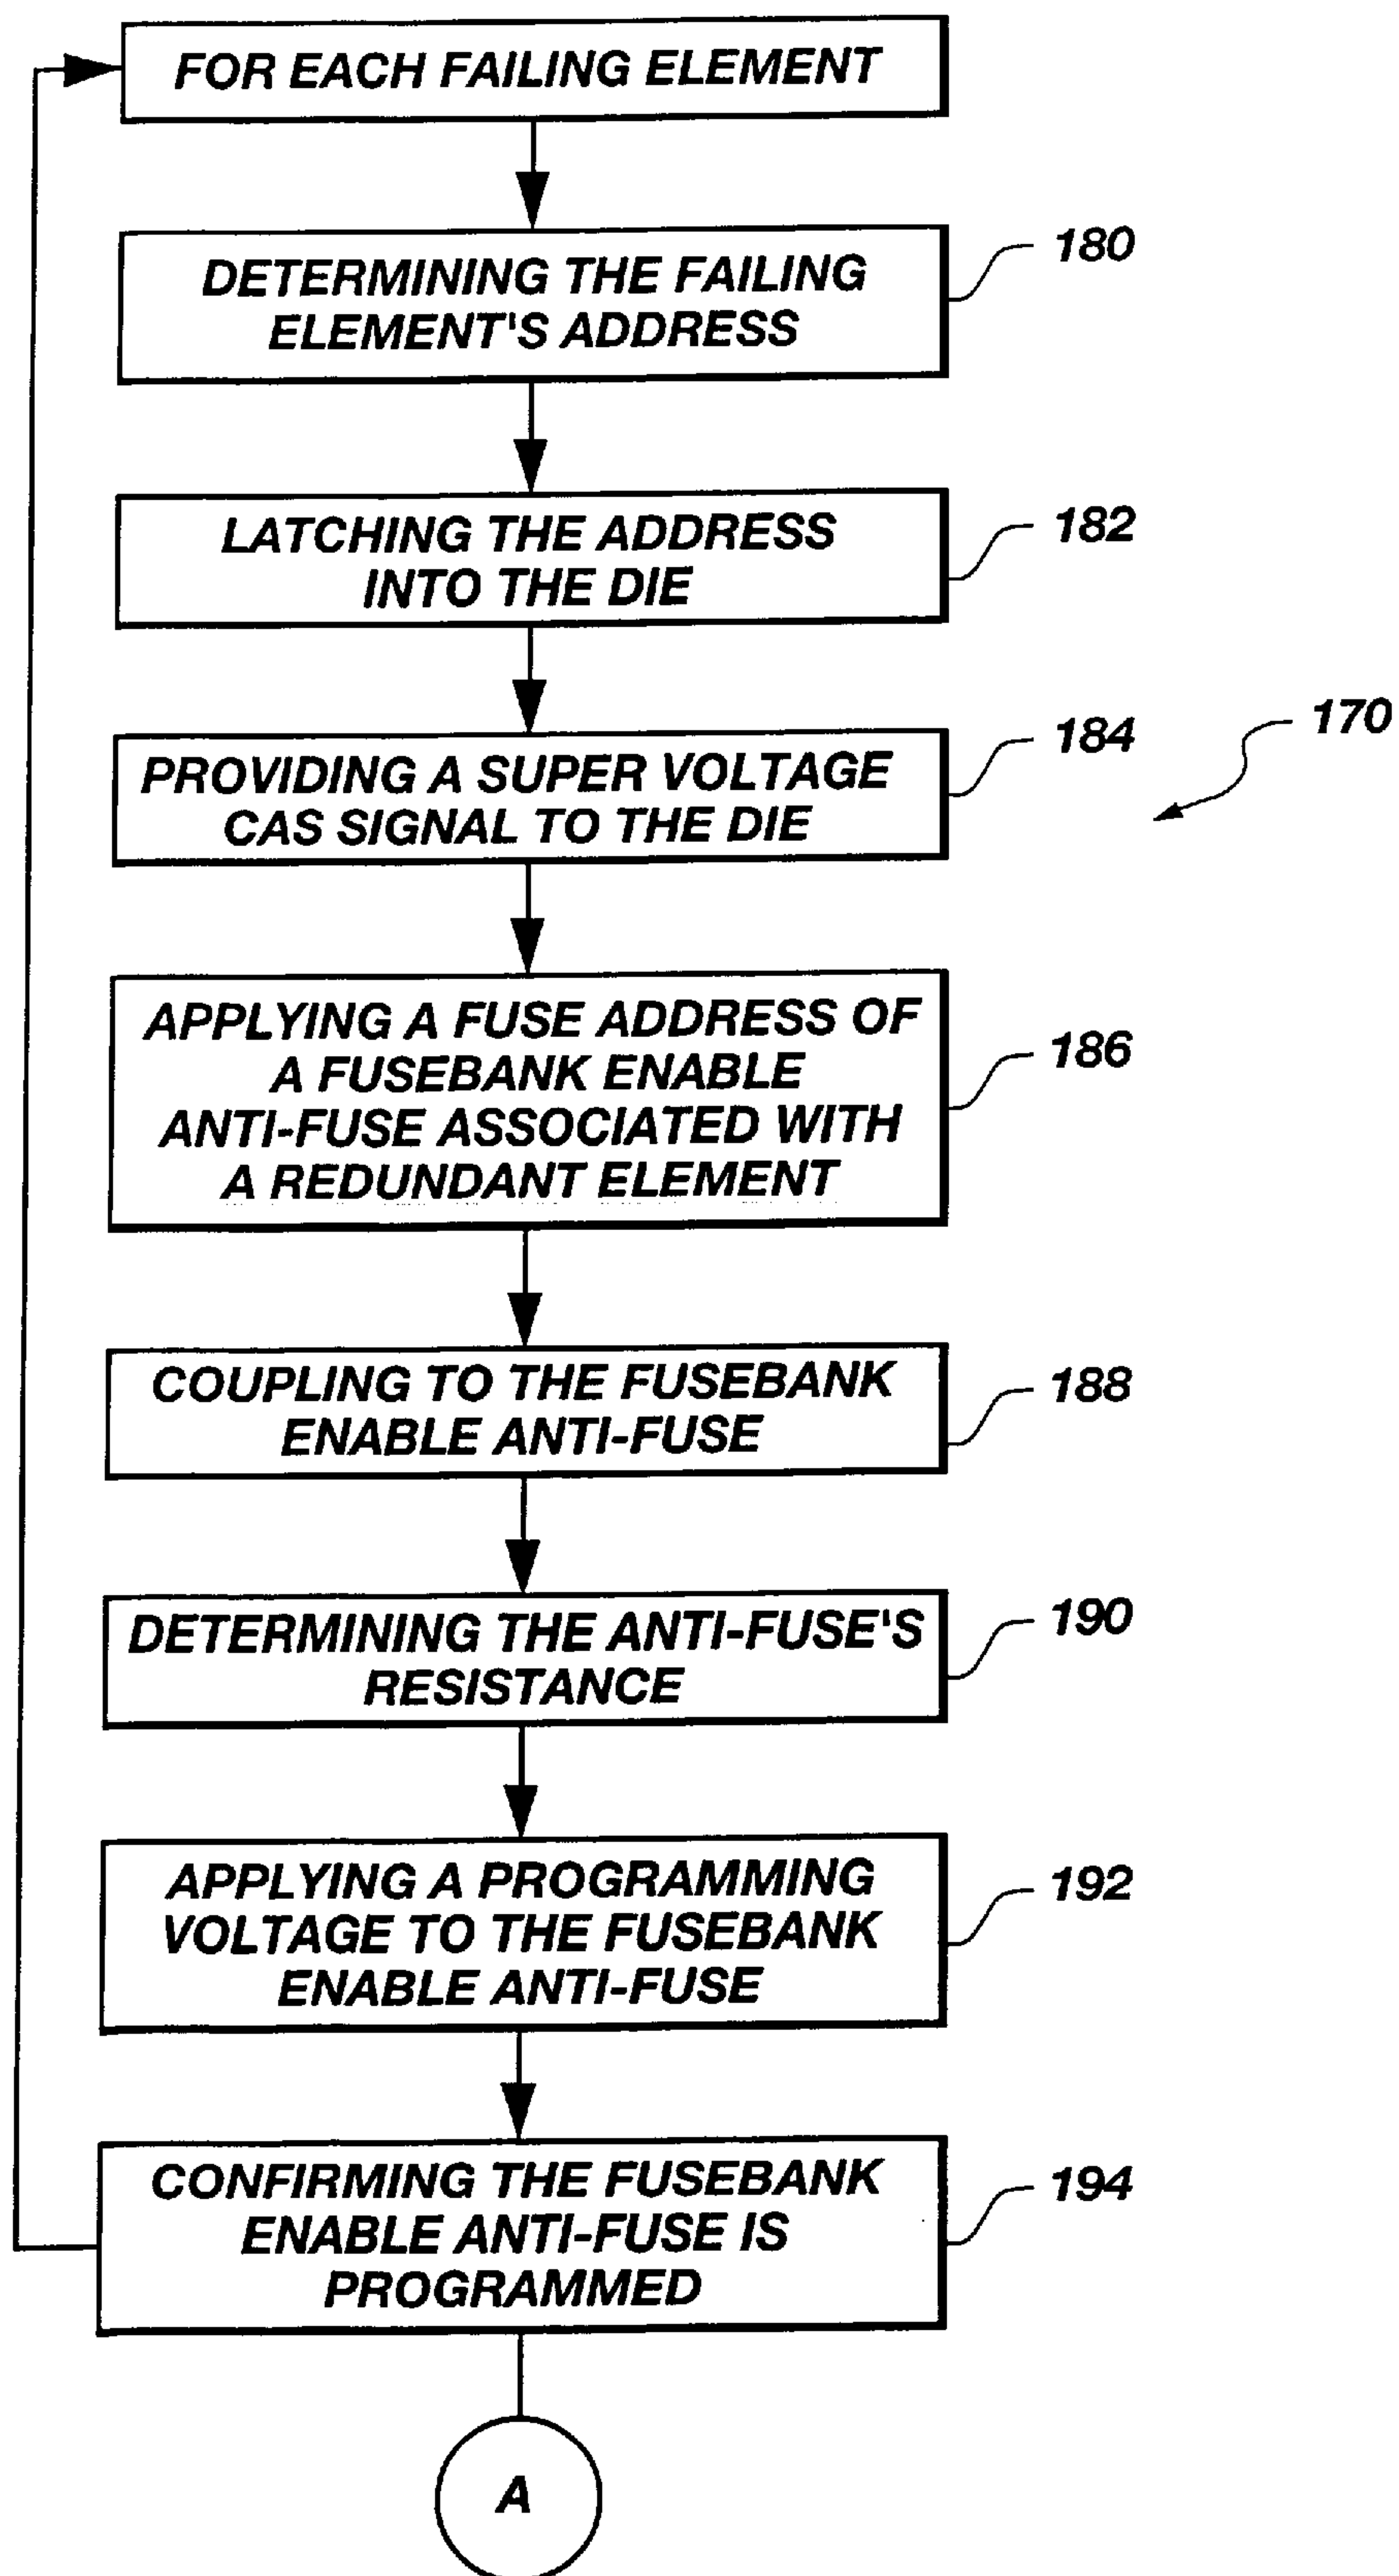 FOR EACH FAILING ELEMENT
DETERMINING THE FAILING
ELEMENT'S ADDRESS
180
LATCHING THE ADDRESS
INTO THE DIE
182
PROVIDING A SUPER VOLTAGE
CAS SIGNAL TO THE DIE
184
170
APPLYING A FUSE ADDRESS OF
A FUSEBANK ENABLE
ANTI-FUSE ASSOCIATED WITH
A REDUNDANT ELEMENT
186
COUPLING TO THE FUSEBANK
ENABLE ANTI-FUSE
188
DETERMINING THE ANTI-FUSE'S
RESISTANCE
190
APPLYING A PROGRAMMING
VOLTAGE TO THE FUSEBANK
ENABLE ANTI-FUSE
192
CONFIRMING THE FUSEBANK
ENABLE ANTI-FUSE IS
PROGRAMMED
194
A